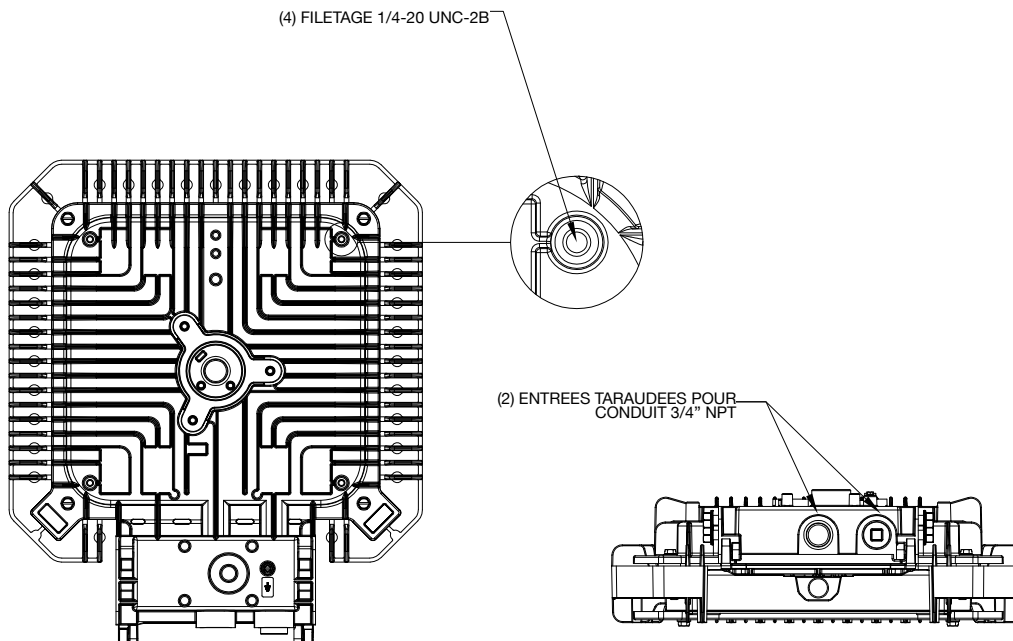 (4) FILETAGE 1/4-20 UNC-2B
(2) ENTREES TARAUDEES POUR
CONDUIT 3/4” NPT